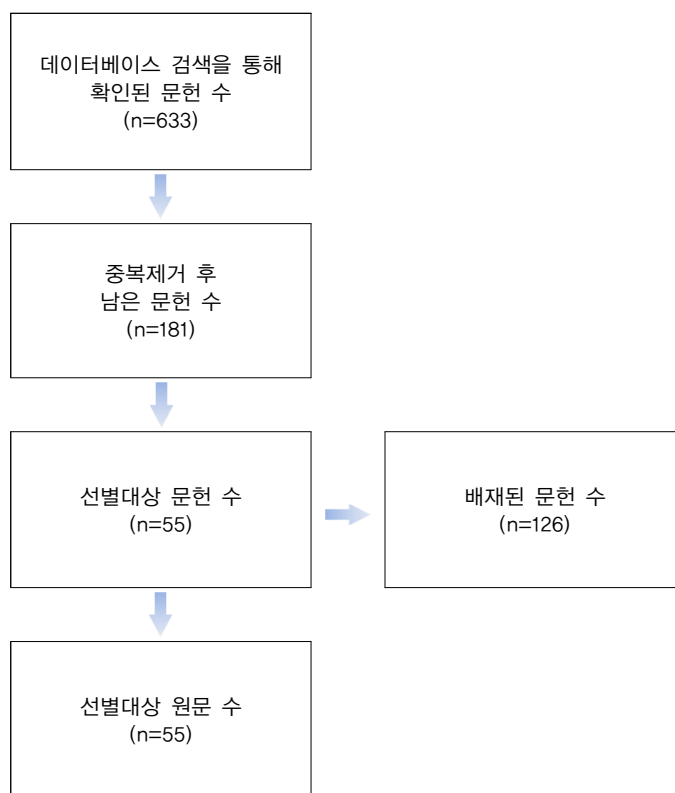 데이터베이스 검색을 통해
확인된 문헌 수
(n=633)
중복제거 후
남은 문헌 수
(n=181)
선별대상 문헌 수
(n=55)
배재된 문헌 수
(n=126)
선별대상 원문 수
(n=55)